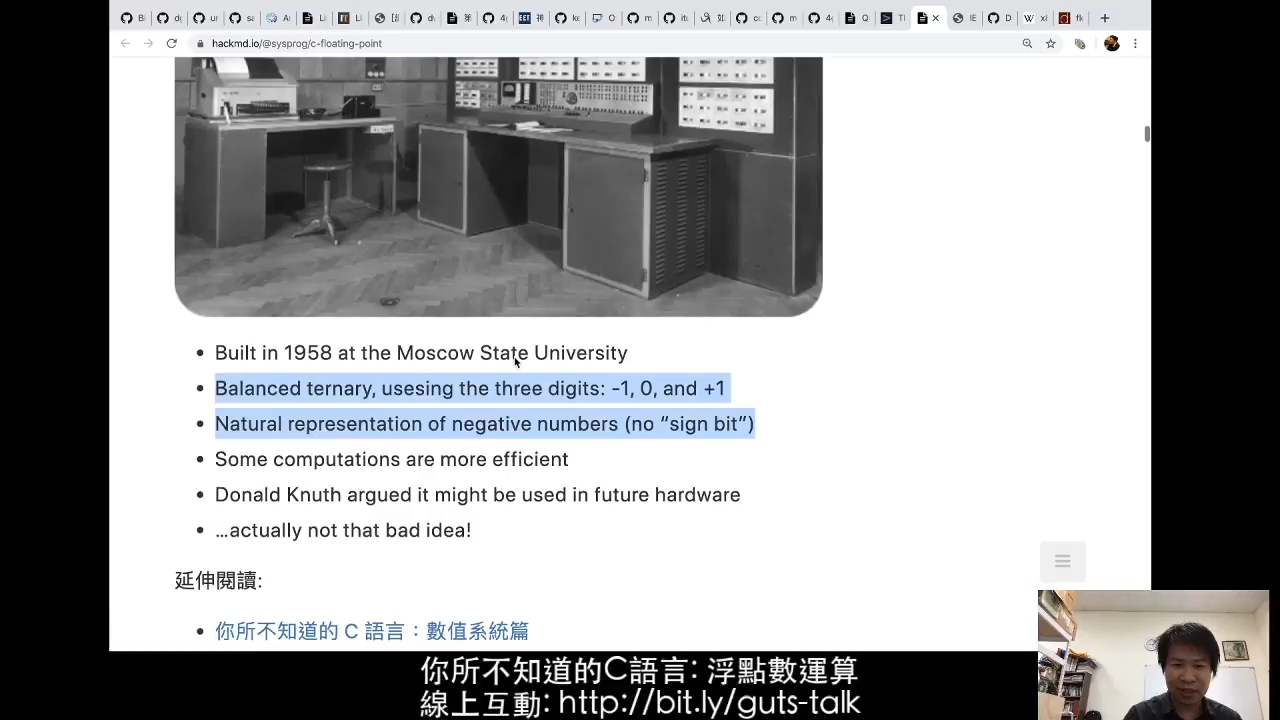 hackmd.io/@sysprog/c-floating-point
Built in 1958 at the Moscow State University
Balanced ternary, usesing the three digits: -1, 0, and +1
Natural representation of negative numbers (no “sign bit”)
Some computations are more efficient
Donald Knuth argued it might be used in future hardware
…actually not that bad idea!
延伸閱讀:
你所不知道的 C 語言：數值系統篇
你所不知道的C語言: 浮點數運算
線上互動: http://bit.ly/guts-talk